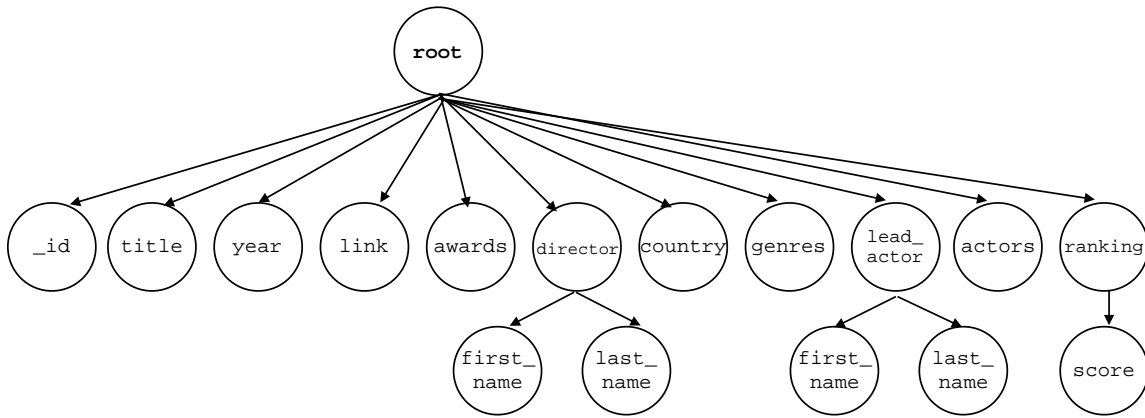 root
_id
title
year
link
awards
director
country
genres
lead_
actor
actors
ranking
first_
name
last_
name
first_
name
last_
name
score